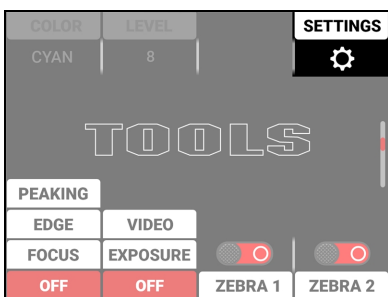 COLOR LEVEL SETTINGS
CYAN 8
TOOLS
PEAKING
EDGE VIDEO
FOCUS EXPOSURE
OFF OFF ZEBRA 1 ZEBRA 2